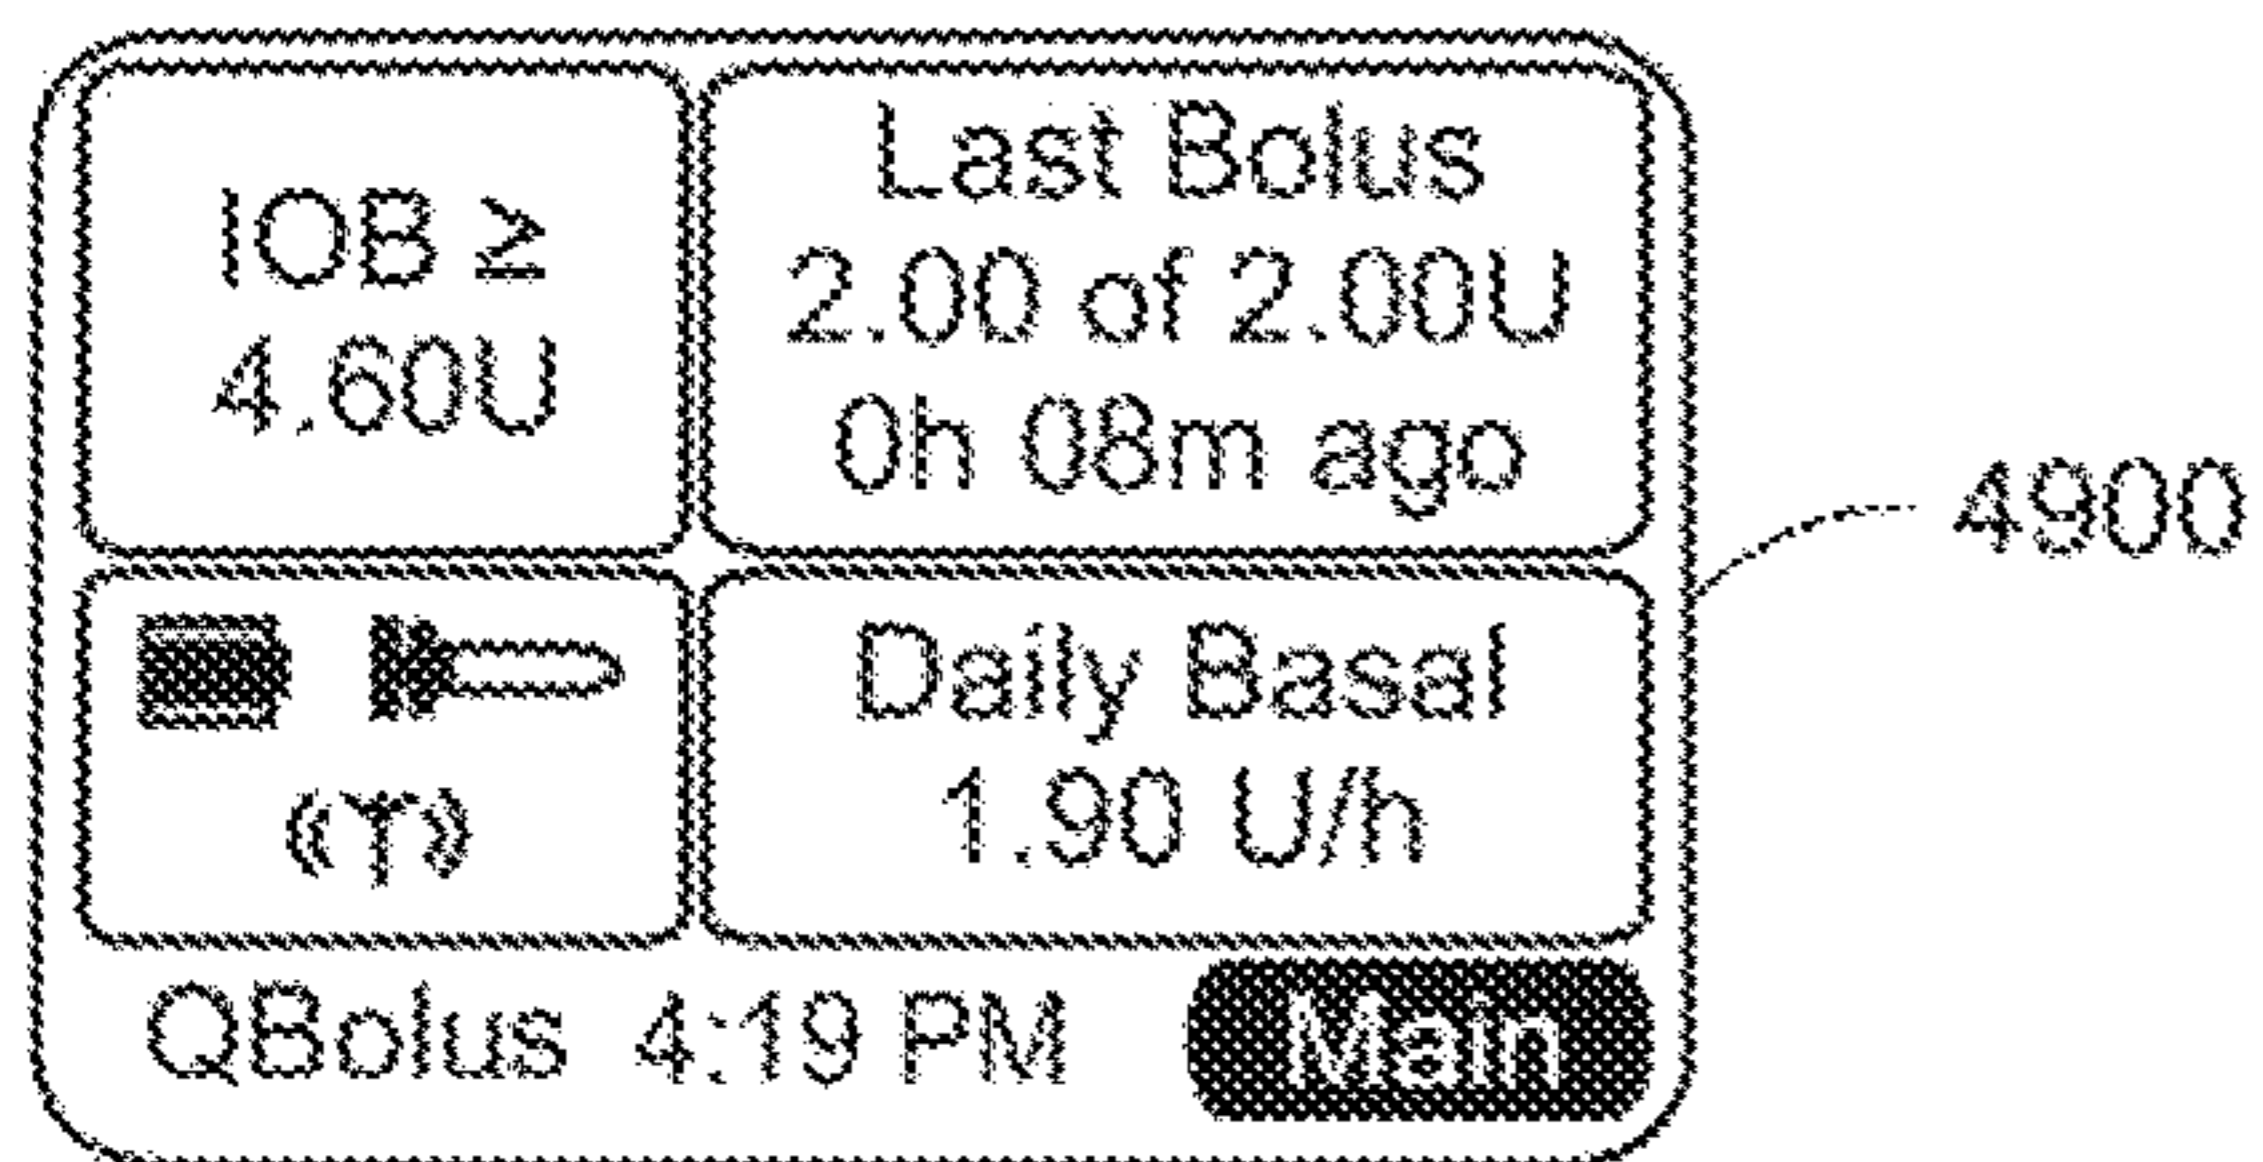 IOB ≥
4.60U
Last Bolus
2.00 of 2.00U
0h 08m ago
4900
Daily Basal
1.90 U/h
QBolus 4:19 PM Main